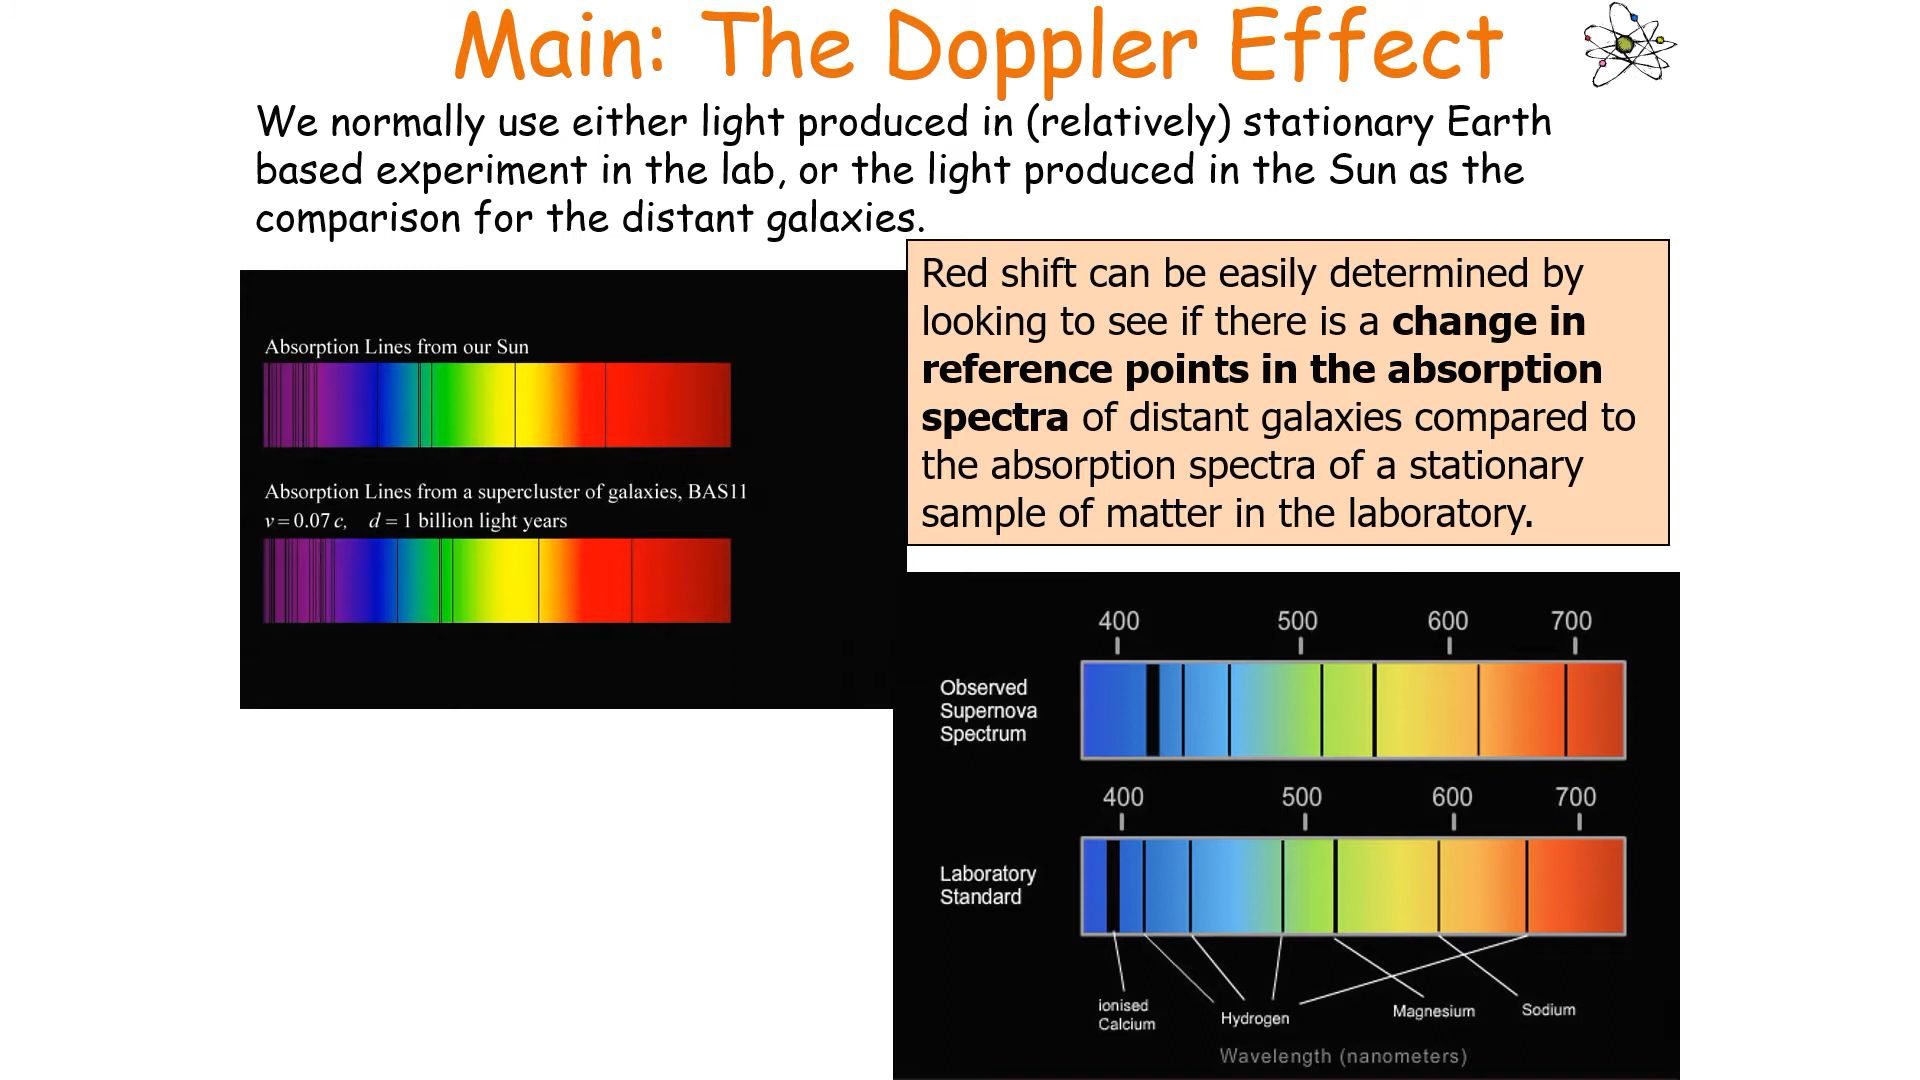 Main: The Doppler Effect
We normally use either light produced in (relatively) stationary Earth
based experiment in the lab, or the light produced in the Sun as the
comparison for the distant galaxies.
Red shift can be easily determined by
looking to see if there is a change in
reference points in the absorption
spectra of distant galaxies compared to
the absorption spectra of a stationary
sample of matter in the laboratory.
Absorption Lines from our Sun
Absorption Lines from a supercluster of galaxies, BAS11
v = 0.07 c, d = 1 billion light years
400 500 600 700
Observed
Supernova
Spectrum
400 500 600 700
Laboratory
Standard
ionised
Calcium
Hydrogen
Magnesium
Sodium
Wavelength (nanometers)